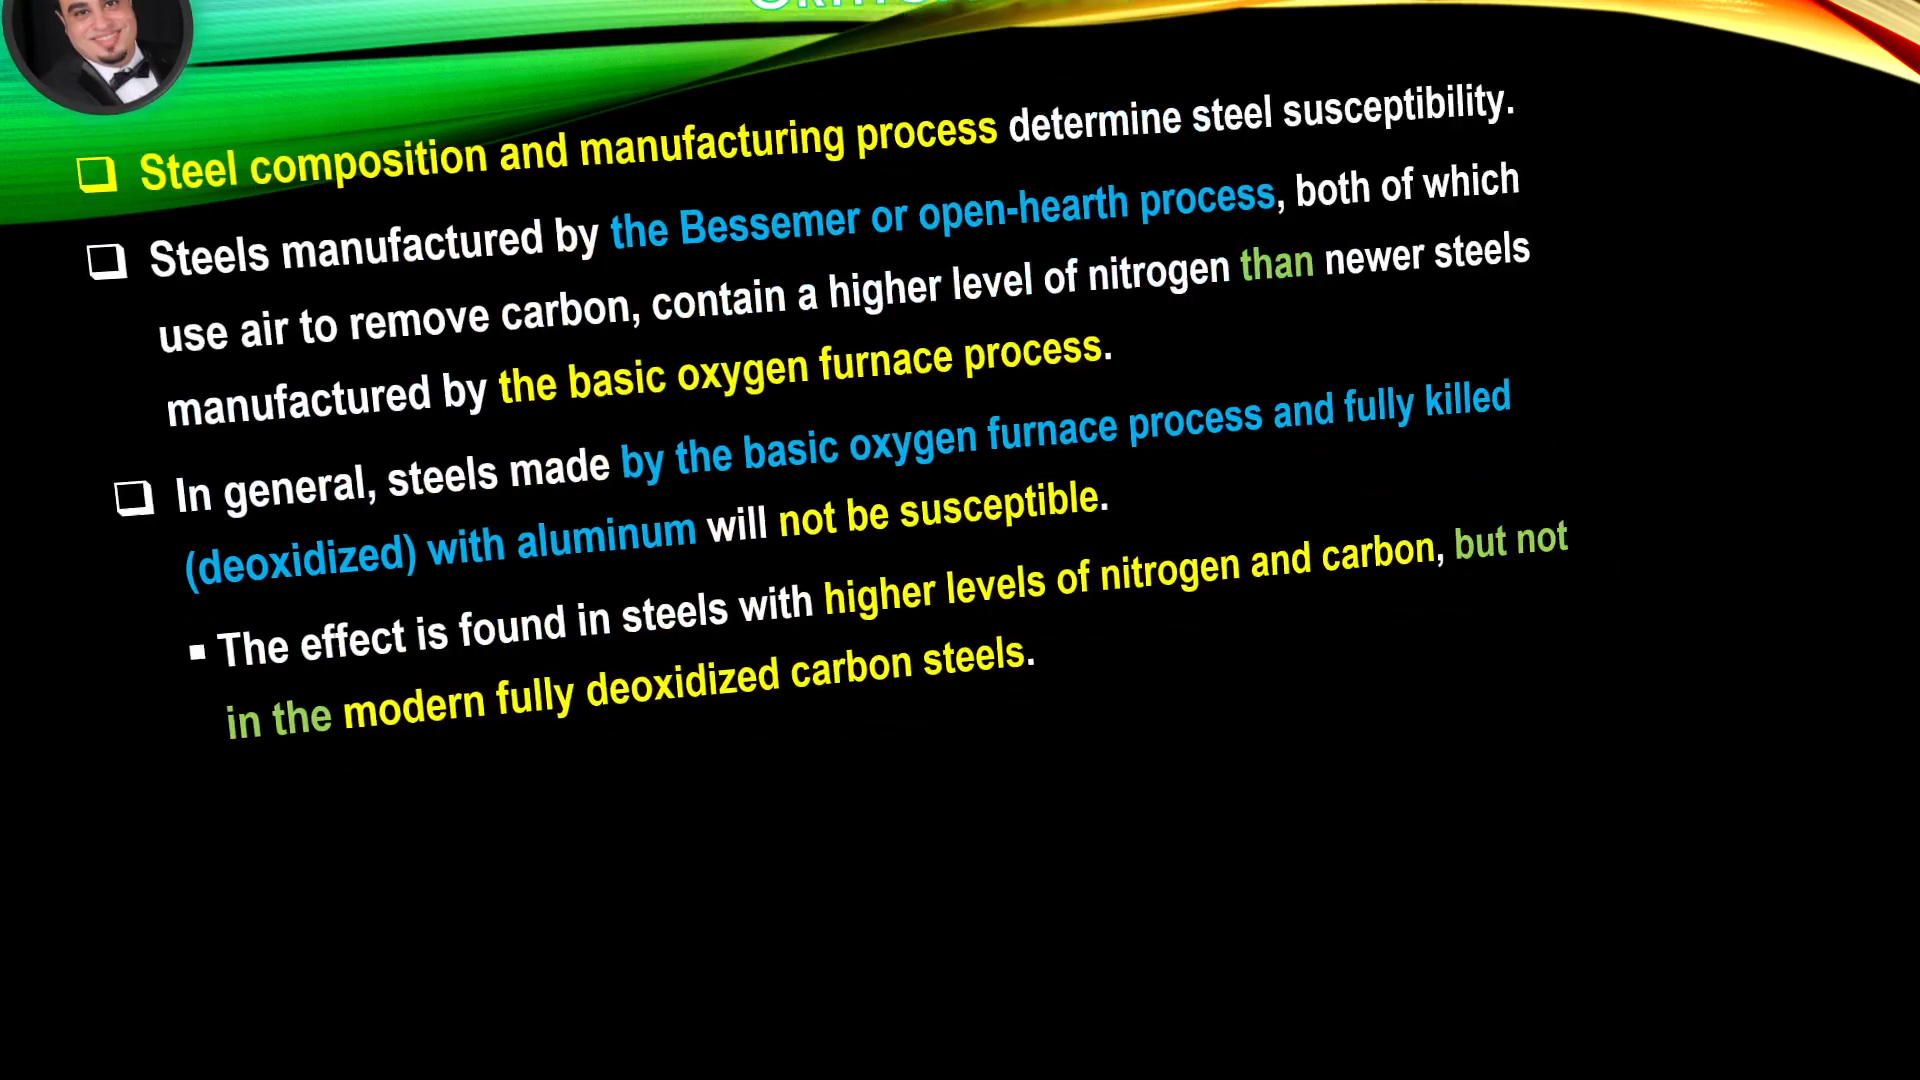 Steel composition and manufacturing process determine steel susceptibility.
Steels manufactured by the Bessemer or open-hearth process, both of which
use air to remove carbon, contain a higher level of nitrogen than newer steels
manufactured by the basic oxygen furnace process.
In general, steels made by the basic oxygen furnace process and fully killed
(deoxidized) with aluminum will not be susceptible.
The effect is found in steels with higher levels of nitrogen and carbon, but not
in the modern fully deoxidized carbon steels.